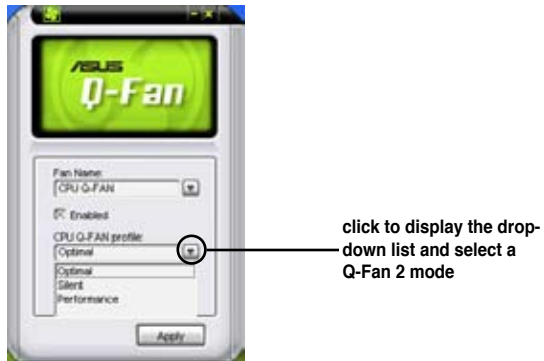 ASUS
Q-Fan
Fan Name:
CPU Q-FAN
Enabled
CPU Q-FAN profile:
Optimal
Optimal
Silent
Performance
Apply
click to display the drop-
down list and select a
Q-Fan 2 mode